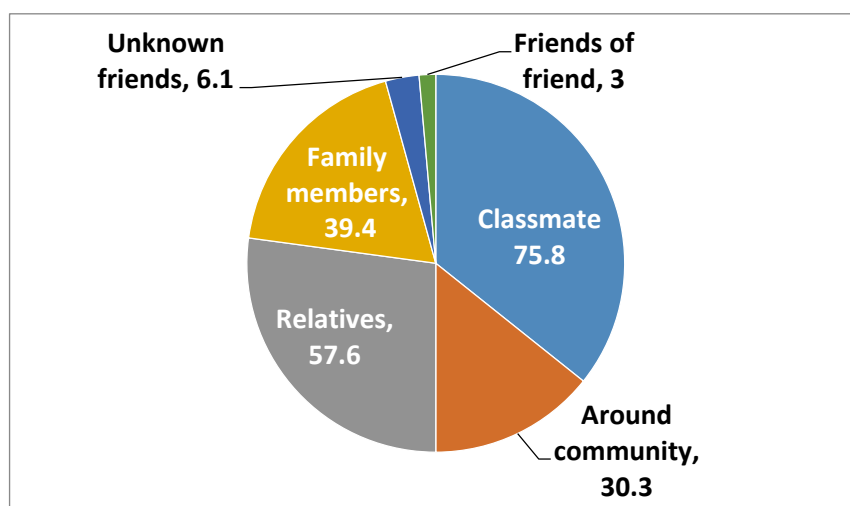 Unknown
friends, 6.1
Friends of
friend, 3
Family
members,
39.4
Classmate
75.8
Relatives,
57.6
Around
community,
30.3